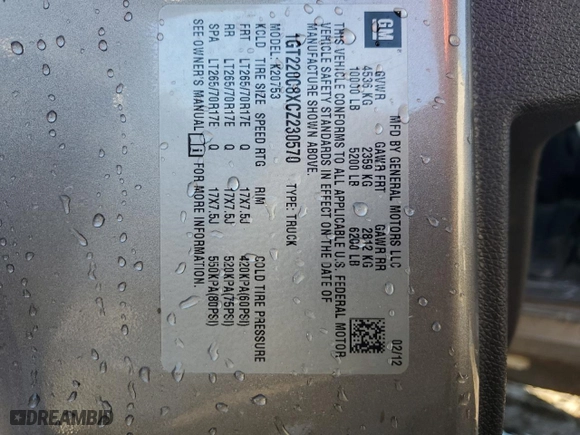 GM
MFD BY GENERAL MOTORS LLC 02/12
GVWR GAWR FRT GAWR RR
4536 KG 2359 KG 2812 KG
10000 LB 5200 LB 6200 LB
THIS VEHICLE CONFORMS TO ALL APPLICABLE U.S. FEDERAL MOTOR
VEHICLE SAFETY STANDARDS IN EFFECT ON THE DATE OF
MANUFACTURE SHOWN ABOVE.
1GT220C8XCZ230570 TYPE: TRUCK
MODEL: K20753
KCLD TIRE SIZE SPEED RTG RIM COLD TIRE PRESSURE
FRT LT265/70R17E Q 17X7.5J 420KPA(60PSI)
RR LT265/70R17E Q 17X7.5J 520KPA(75PSI)
SPA LT265/70R17E Q 17X7.5J 550KPA(80PSI)
SEE OWNER'S MANUAL FOR MORE INFORMATION.
© DREAMBID